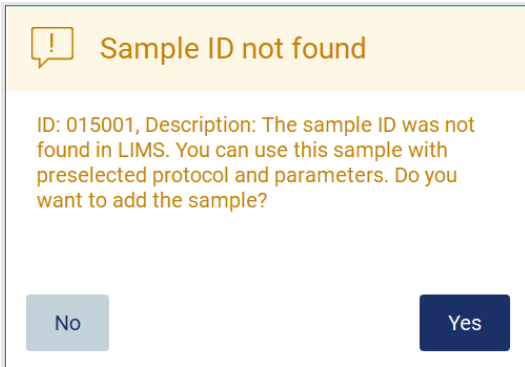 Sample ID not found
ID: 015001, Description: The sample ID was not
found in LIMS. You can use this sample with
preselected protocol and parameters. Do you
want to add the sample?
No
Yes